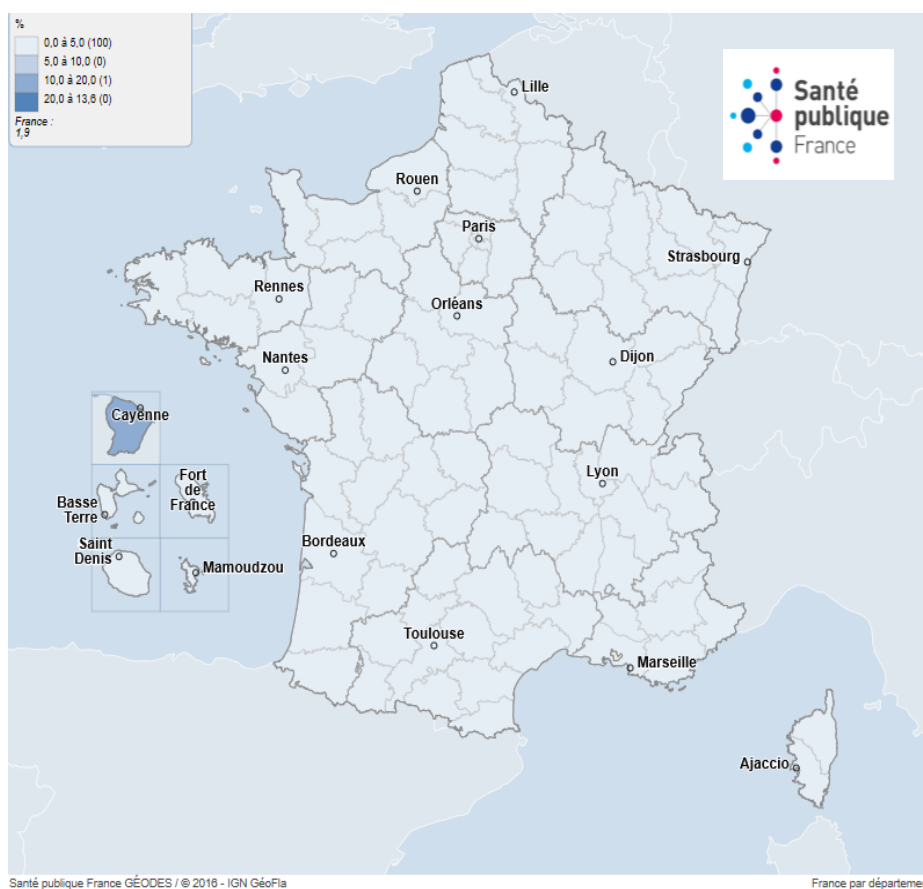 %
0,0 à 5,0 (100)
5,0 à 10,0 (0)
10,0 à 20,0 (1)
20,0 à 13,6 (0)
France :
1,9
Santé
publique
France
Lille
Rouen
Paris
Strasbourg
Rennes
Orléans
Nantes
Dijon
Cayenne
Lyon
Fort
de
France
Basse
Terre
Bordeaux
Saint
Denis
Mamoudzou
Toulouse
Marseille
Ajaccio
Santé publique France GÉODES / © 2016 - IGN GéoFla
France par départeme